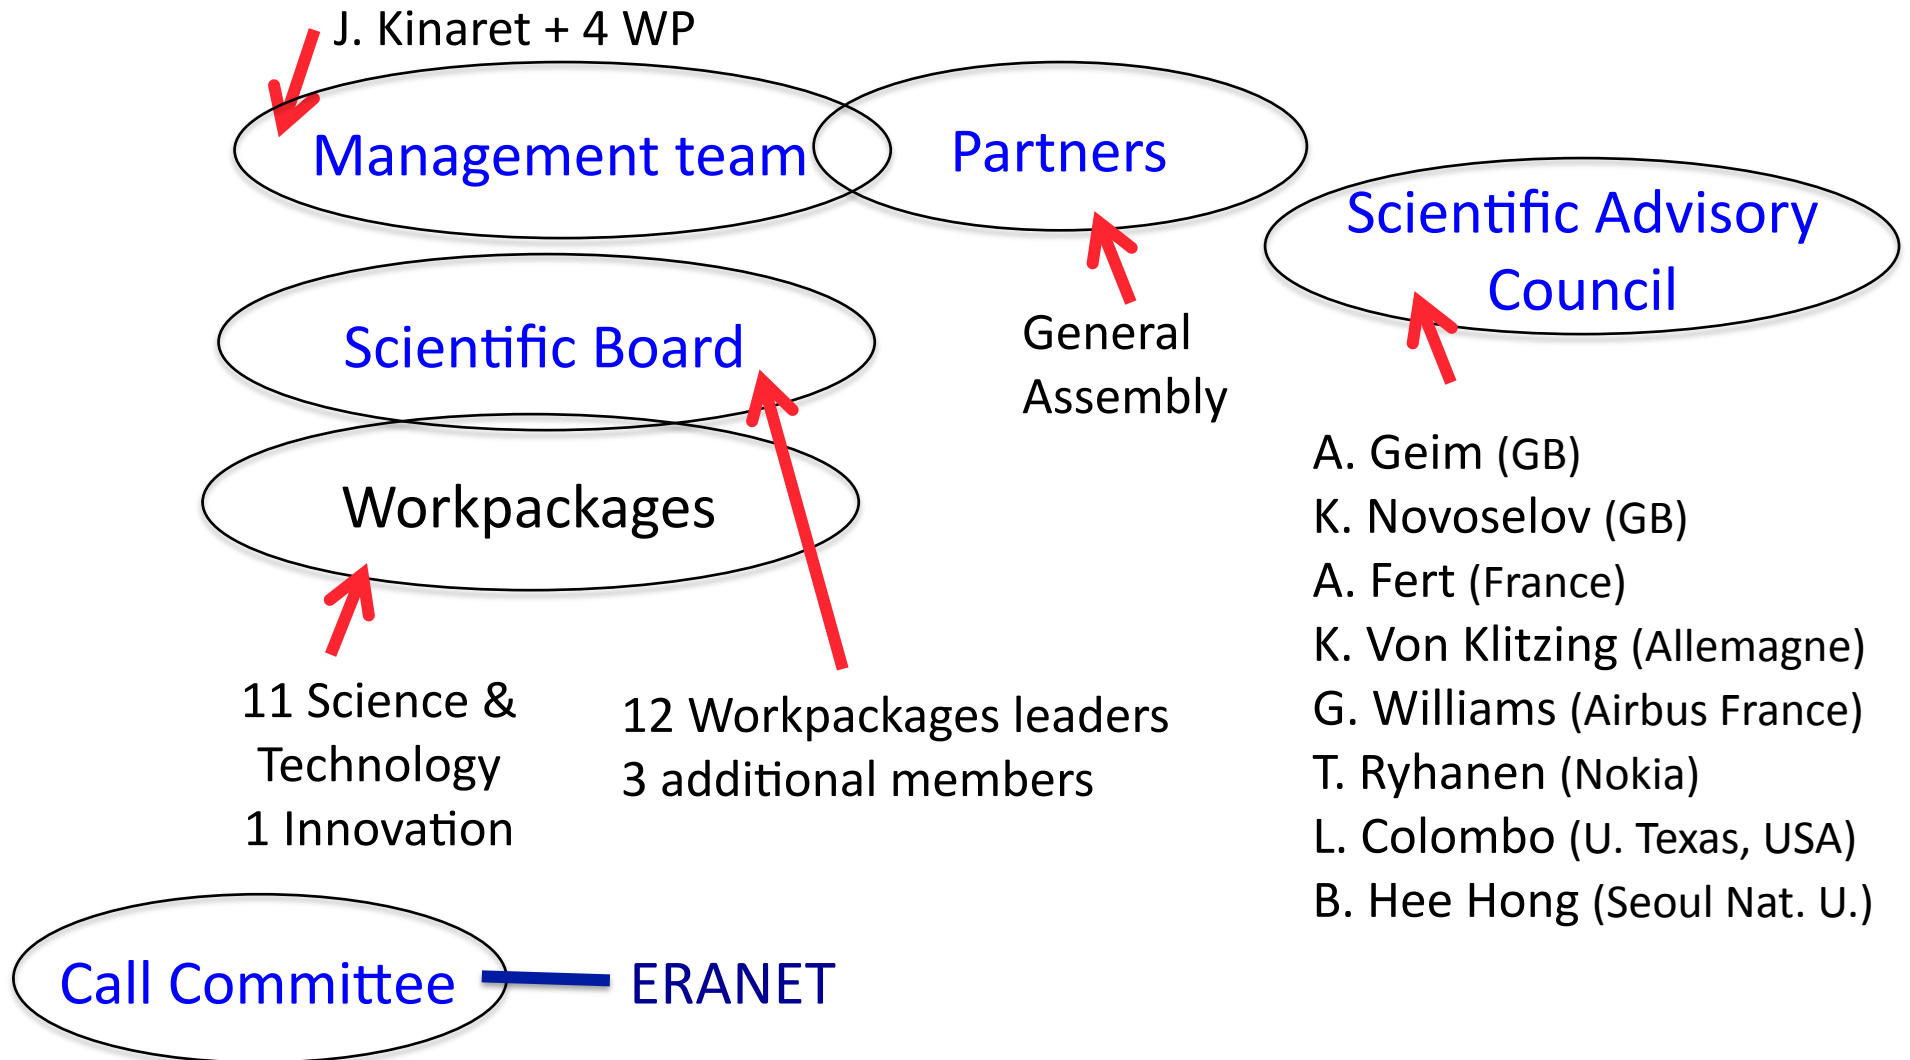 J. Kinaret + 4 WP
Management team
Partners
Scientific Advisory
Council
Scientific Board
General
Assembly
Workpackages
A. Geim (GB)
K. Novoselov (GB)
A. Fert (France)
K. Von Klitzing (Allemagne)
G. Williams (Airbus France)
T. Ryhanen (Nokia)
L. Colombo (U. Texas, USA)
B. Hee Hong (Seoul Nat. U.)
11 Science &
Technology
1 Innovation
12 Workpackages leaders
3 additional members
Call Committee
ERANET